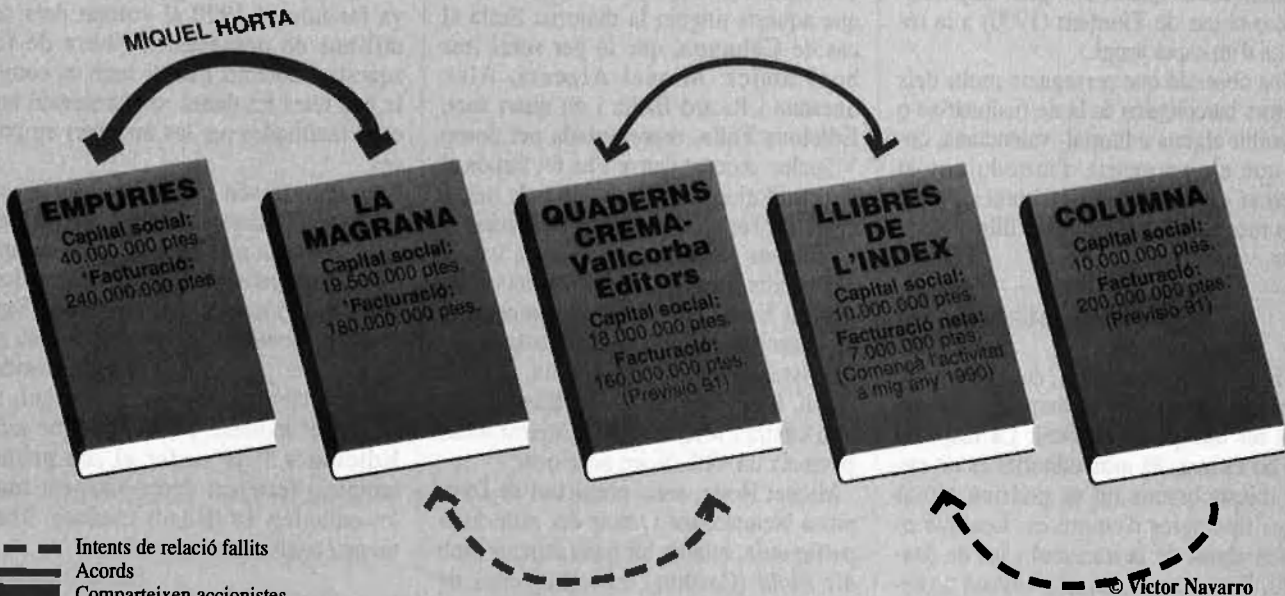 MIQUEL HORTA
EMPURIES
Capital social:
40.000.000 ptes.
*Facturació:
240.000.000 ptes.
LA
MAGRANA
Capital social:
19.500.000 ptes.
*Facturació:
180.000.000 ptes.
QUADERNS
CREMA-
Vallcorba
Editors
Capital social:
18.000.000 ptes.
Facturació:
160.000.000 ptes.
(Previsió 91)
LLIBRES
DE
L'INDEX
Capital social:
10.000.000 ptes.
Facturació neta:
7.000.000 ptes.
(Començà l'activitat
a mig any 1990)
COLUMNA
Capital social:
10.000.000 ptes.
Facturació:
200.000.000 ptes.
(Previsió 91)
Intents de relació fallits
Acords
Comparteixen accionistes
© Víctor Navarro